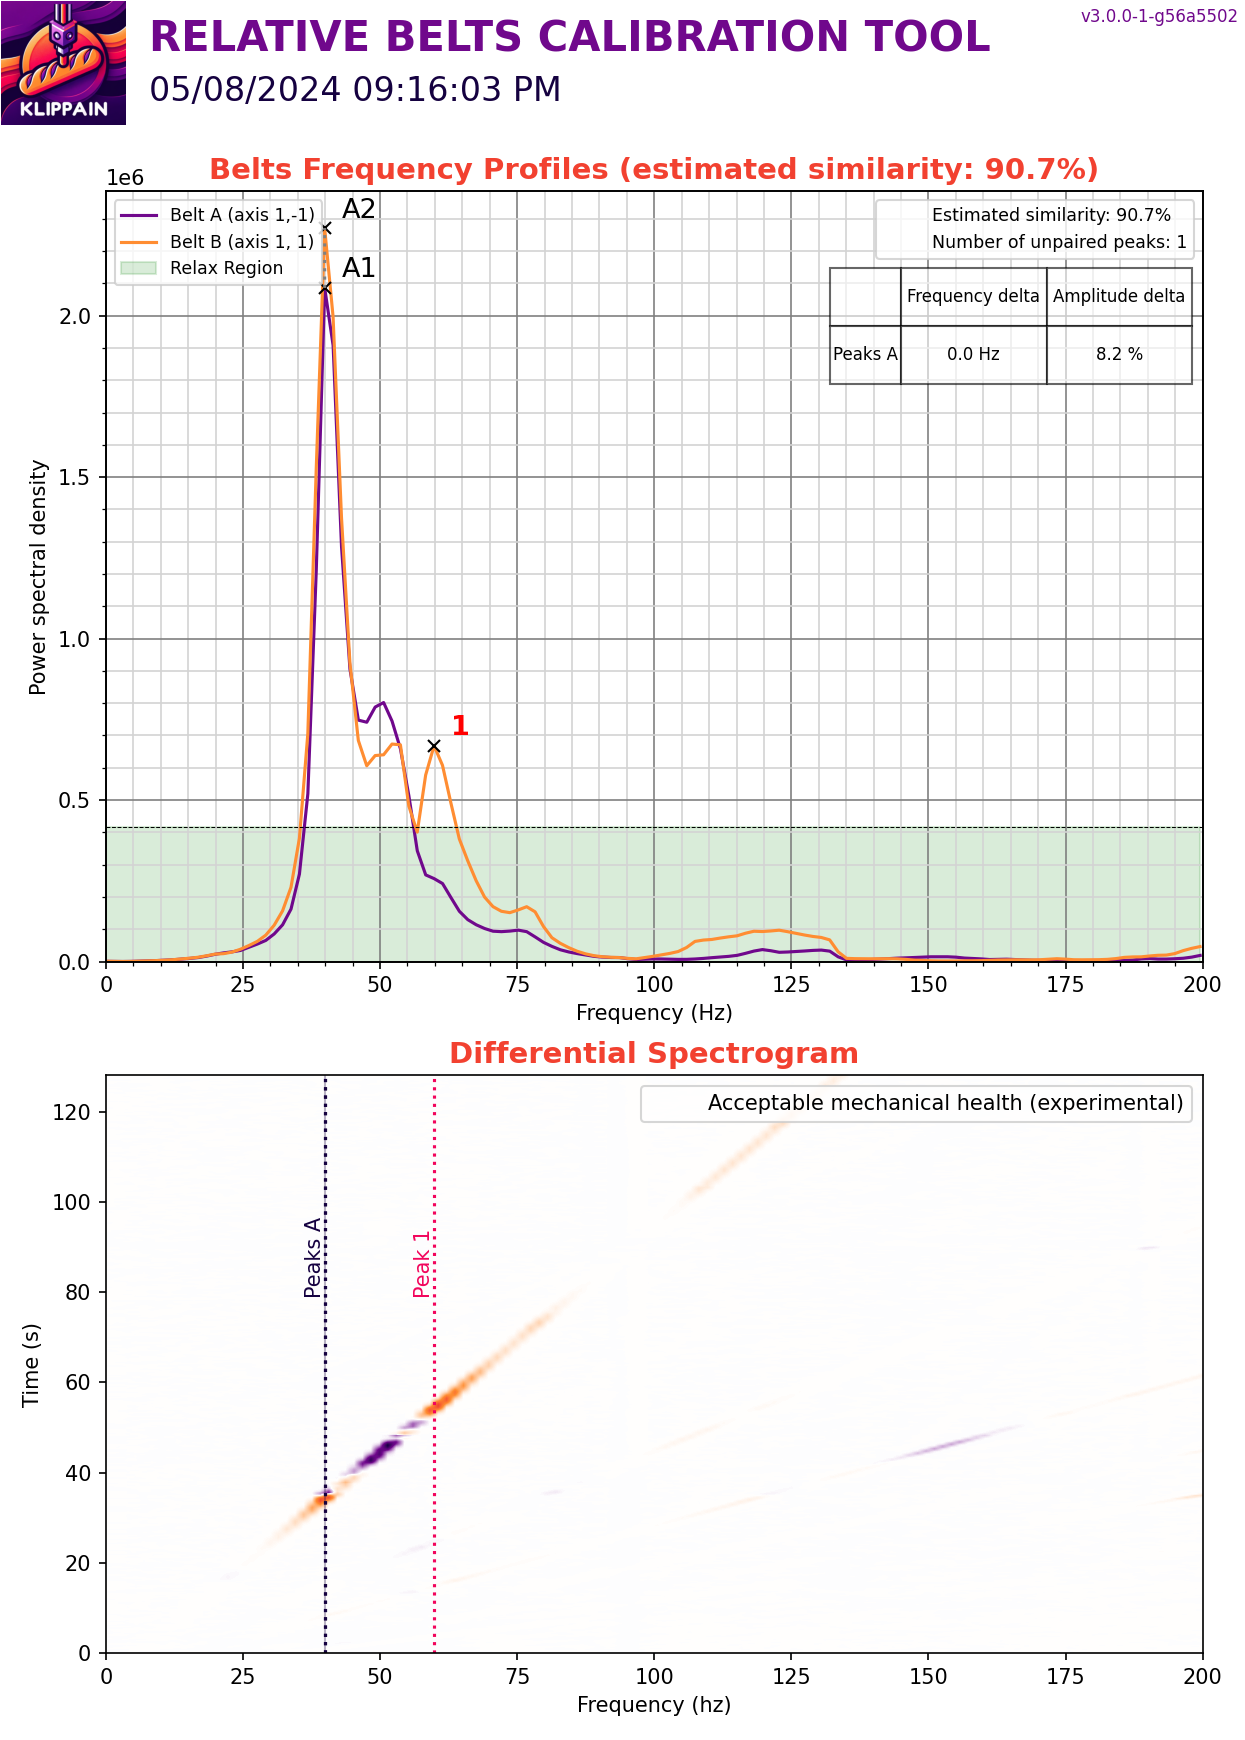 v3.0.0-1-g56a5502
RELATIVE BELTS CALIBRATION TOOL
05/08/2024 09:16:03 PM
KLIPPAIN
Belts Frequency Profiles (estimated similarity: 90.7%)
1e6
Belt A (axis 1,-1)
Belt B (axis 1, 1)
Relax Region
A2
A1
1
Estimated similarity: 90.7%
Number of unpaired peaks: 1
Frequency delta Amplitude delta
Peaks A 0.0 Hz 8.2 %
Power spectral density
2.0
1.5
1.0
0.5
0.0
0 25 50 75 100 125 150 175 200
Frequency (Hz)
Differential Spectrogram
Acceptable mechanical health (experimental)
Peaks A
Peak 1
Time (s)
120
100
80
60
40
20
0
0 25 50 75 100 125 150 175 200
Frequency (hz)